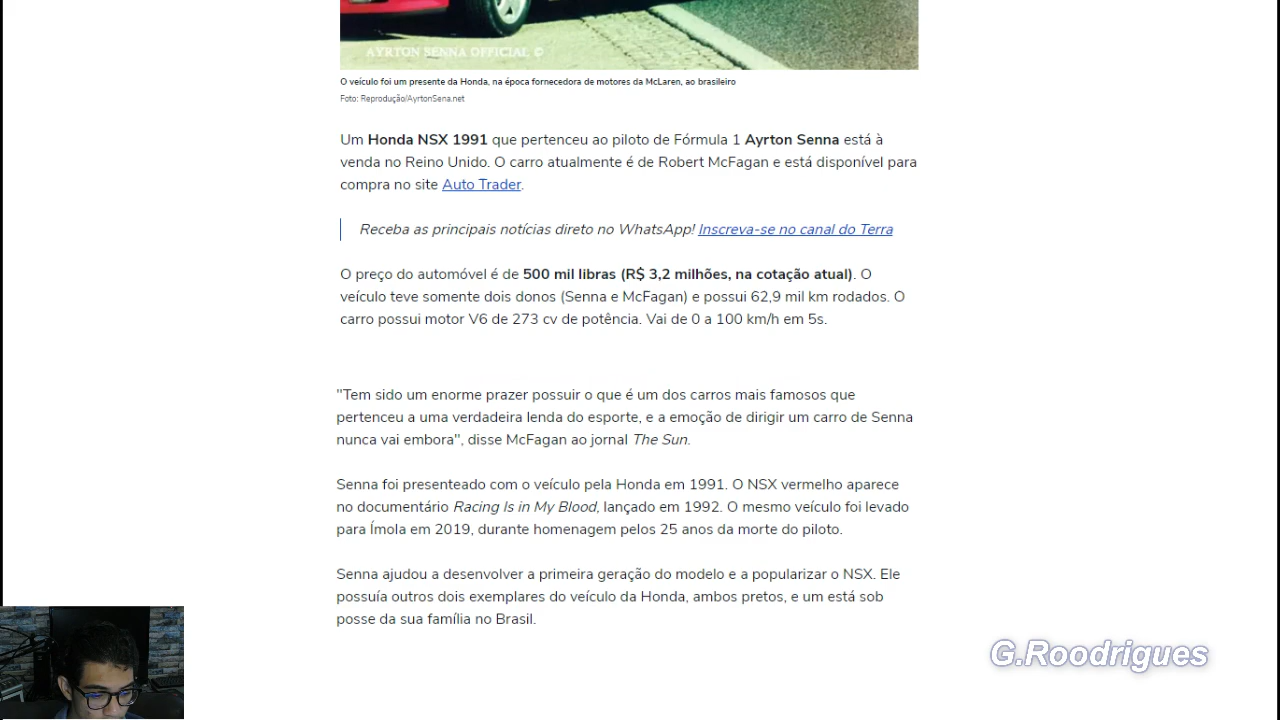 AYRTON SENNA OFFICIAL ©
O veículo foi um presente da Honda, na época fornecedora de motores da McLaren, ao brasileiro
Foto: Reprodução/AyrtonSena.net
Um Honda NSX 1991 que pertenceu ao piloto de Fórmula 1 Ayrton Senna está à
venda no Reino Unido. O carro atualmente é de Robert McFagan e está disponível para
compra no site Auto Trader.
Receba as principais notícias direto no WhatsApp! Inscreva-se no canal do Terra
O preço do automóvel é de 500 mil libras (R$ 3,2 milhões, na cotação atual). O
veículo teve somente dois donos (Senna e McFagan) e possui 62,9 mil km rodados. O
carro possui motor V6 de 273 cv de potência. Vai de 0 a 100 km/h em 5s.
"Tem sido um enorme prazer possuir o que é um dos carros mais famosos que
pertenceu a uma verdadeira lenda do esporte, e a emoção de dirigir um carro de Senna
nunca vai embora", disse McFagan ao jornal The Sun.
Senna foi presenteado com o veículo pela Honda em 1991. O NSX vermelho aparece
no documentário Racing Is in My Blood, lançado em 1992. O mesmo veículo foi levado
para Ímola em 2019, durante homenagem pelos 25 anos da morte do piloto.
Senna ajudou a desenvolver a primeira geração do modelo e a popularizar o NSX. Ele
possuía outros dois exemplares do veículo da Honda, ambos pretos, e um está sob
posse da sua família no Brasil.
G.Roodrigues